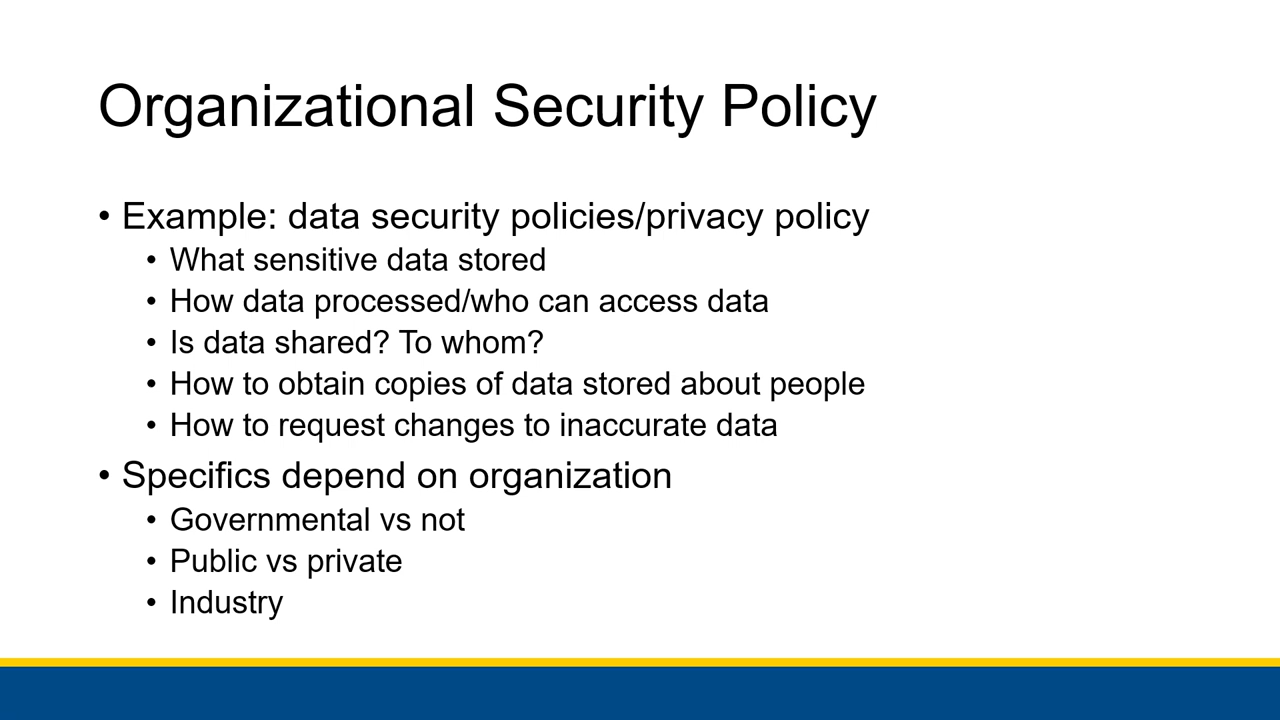 Organizational Security Policy
• Example: data security policies/privacy policy
• What sensitive data stored
• How data processed/who can access data
• Is data shared? To whom?
• How to obtain copies of data stored about people
• How to request changes to inaccurate data
• Specifics depend on organization
• Governmental vs not
• Public vs private
• Industry